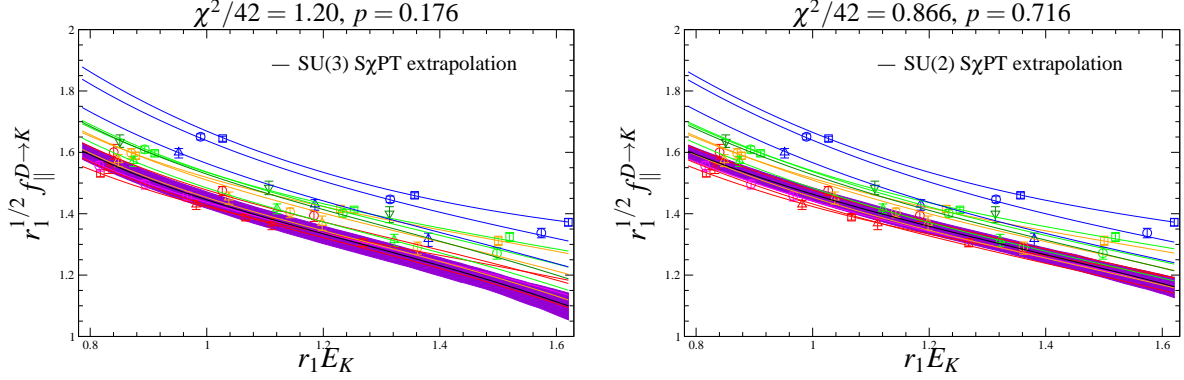 χ²/42 = 1.20, p = 0.176
2
1.8
1.6
1.4
1.2
1
r₁^{1/2} f_∥^{D→K}
— SU(3) SχPT extrapolation
0.8 1 1.2 1.4 1.6
r₁E_K
χ²/42 = 0.866, p = 0.716
2
1.8
1.6
1.4
1.2
1
r₁^{1/2} f_∥^{D→K}
— SU(2) SχPT extrapolation
0.8 1 1.2 1.4 1.6
r₁E_K